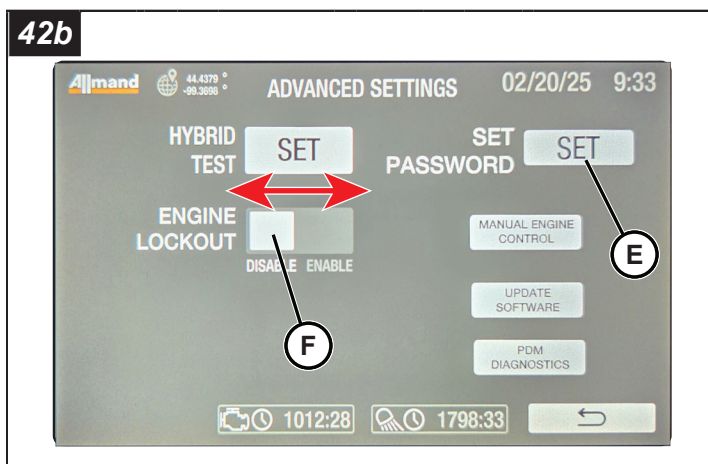 42b
Allmand 44.4379 ° -99.3698 ° ADVANCED SETTINGS 02/20/25 9:33
HYBRID TEST SET
SET PASSWORD SET
ENGINE LOCKOUT
DISABLE ENABLE
MANUAL ENGINE CONTROL
E
UPDATE SOFTWARE
F
PDM DIAGNOSTICS
1012:28 1798:33